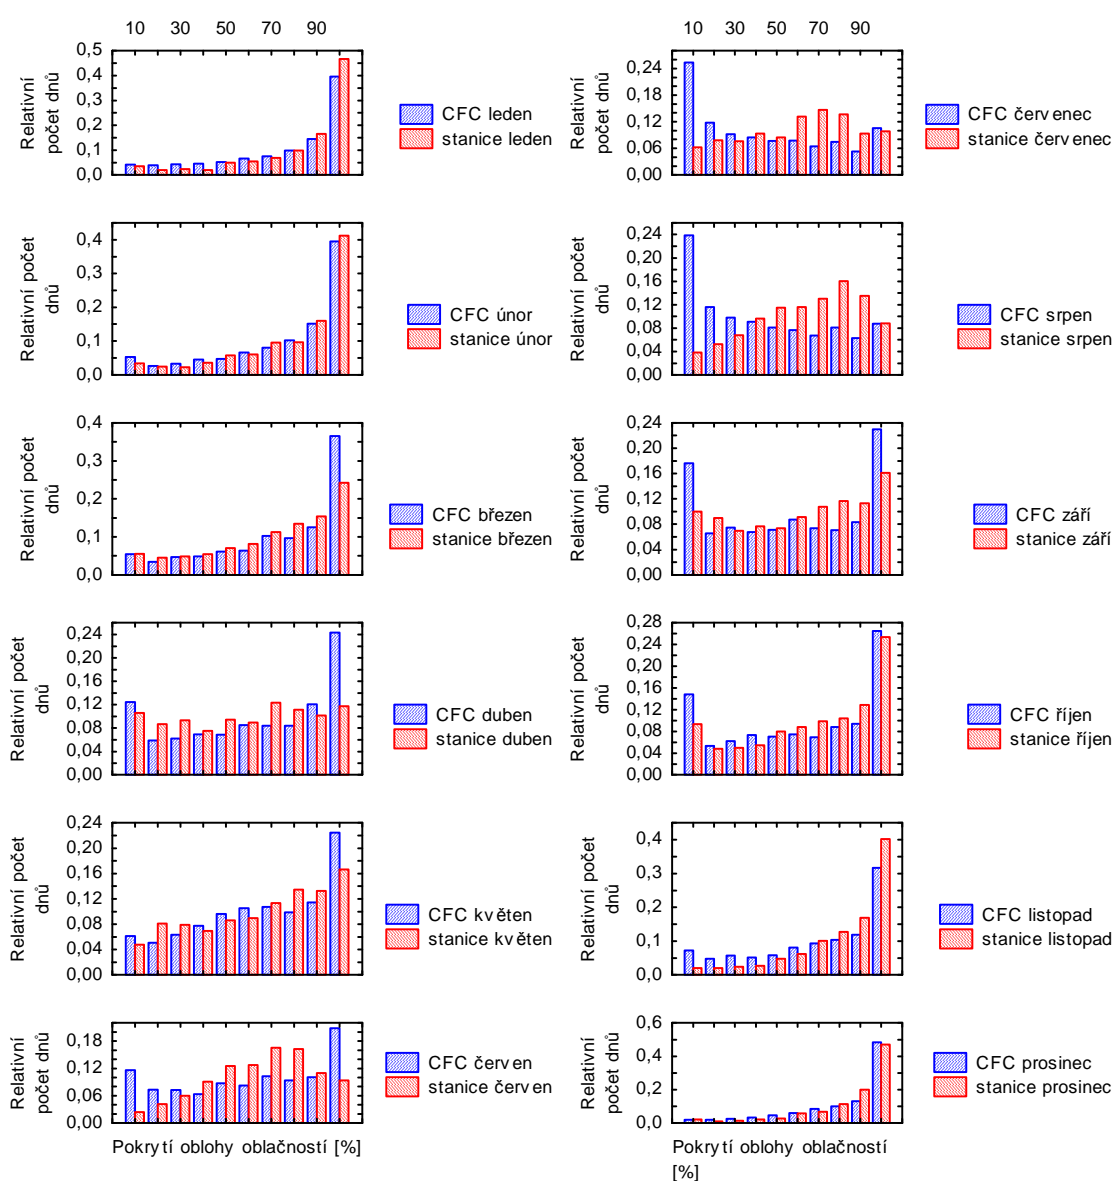 10 30 50 70 90
Relativní
počet dnů
0,5
0,4
0,3
0,2
0,1
0,0
CFC leden
stanice leden
Relativní počet
dnů
0,4
0,3
0,2
0,1
0,0
CFC únor
stanice únor
Relativní počet
dnů
0,4
0,3
0,2
0,1
0,0
CFC březen
stanice březen
Relativní počet
dnů
0,24
0,20
0,16
0,12
0,08
0,04
0,00
CFC duben
stanice duben
Relativní počet
dnů
0,24
0,20
0,16
0,12
0,08
0,04
0,00
CFC květen
stanice květen
Relativní
počet dnů
0,18
0,12
0,06
0,00
CFC červen
stanice červen
Pokrytí oblohy oblačností [%]
10 30 50 70 90
Relativní
počet dnů
0,24
0,18
0,12
0,06
0,00
CFC červenec
stanice červenec
Relativní počet
dnů
0,24
0,20
0,16
0,12
0,08
0,04
0,00
CFC srpen
stanice srpen
Relativní počet
dnů
0,24
0,20
0,16
0,12
0,08
0,04
0,00
CFC září
stanice září
Relativní počet
dnů
0,28
0,24
0,20
0,16
0,12
0,08
0,04
0,00
CFC říjen
stanice říjen
Relativní počet
dnů
0,4
0,3
0,2
0,1
0,0
CFC listopad
stanice listopad
Relativní
počet dnů
0,6
0,4
0,2
0,0
CFC prosinec
stanice prosinec
Pokrytí oblohy oblačností
[%]